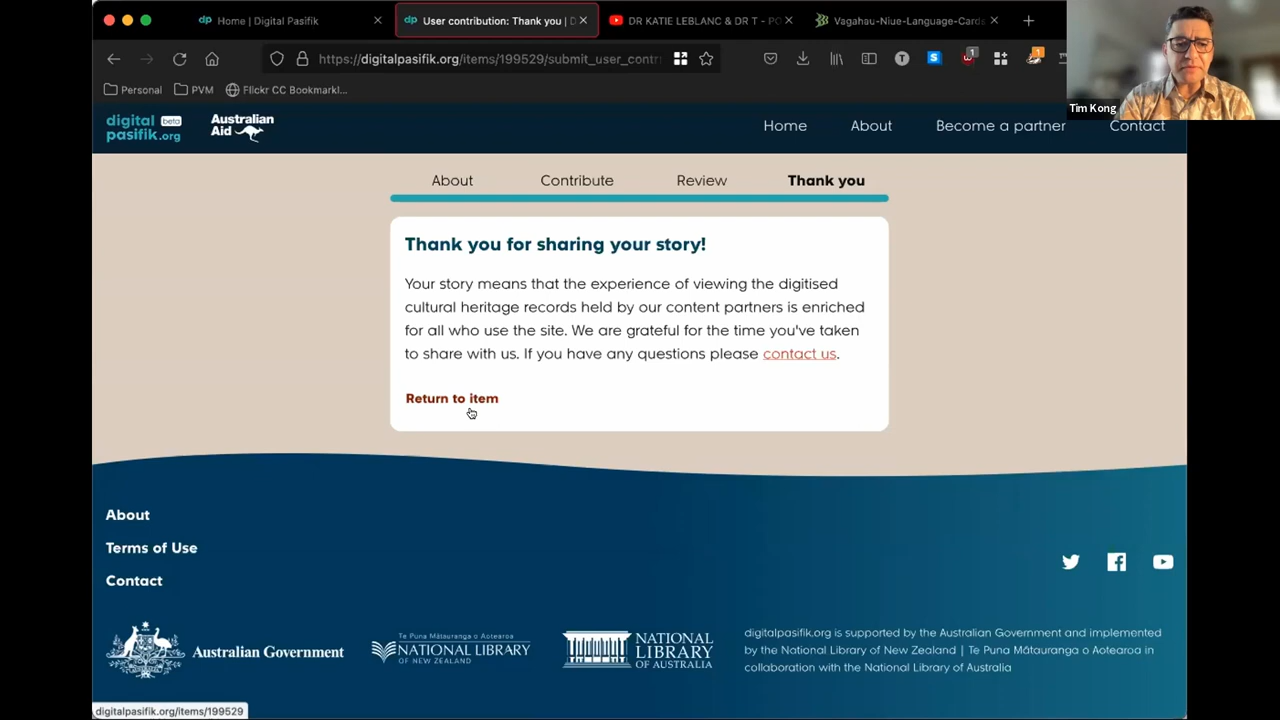 Home | Digital Pasifik
User contribution: Thank you | D
DR KATIE LEBLANC & DR T - PO
Vagahau-Niue-Language-Cards
https://digitalpasifik.org/items/199529/submit_user_contr
T
S
1
1
Personal
PVM
Flickr CC Bookmarkl...
Tim Kong
digital beta
pasifik.org
Australian
Aid
Home
About
Become a partner
Contact
About
Contribute
Review
Thank you
Thank you for sharing your story!
Your story means that the experience of viewing the digitised
cultural heritage records held by our content partners is enriched
for all who use the site. We are grateful for the time you've taken
to share with us. If you have any questions please contact us.
Return to item
About
Terms of Use
Contact
Australian Government
Te Puna Mātauranga o Aotearoa
NATIONAL LIBRARY
OF NEW ZEALAND
NATIONAL
LIBRARY
OF AUSTRALIA
digitalpasifik.org is supported by the Australian Government and implemented
by the National Library of New Zealand | Te Puna Mātauranga o Aotearoa in
collaboration with the National Library of Australia
digitalpasifik.org/items/199529